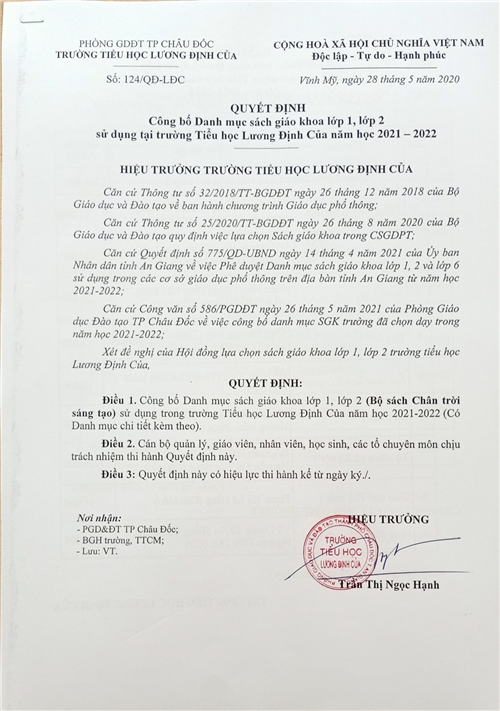 PHÒNG GDĐT TP CHÂU ĐỐC
TRƯỜNG TIỂU HỌC LƯƠNG ĐỊNH CỦA
CỘNG HOÀ XÃ HỘI CHỦ NGHĨA VIỆT NAM
Độc lập - Tự do - Hạnh phúc
Số: 124/QĐ-LĐC
Vĩnh Mỹ, ngày 28 tháng 5 năm 2020
QUYẾT ĐỊNH
Công bố Danh mục sách giáo khoa lớp 1, lớp 2
sử dụng tại trường Tiểu học Lương Định Của năm học 2021 – 2022
HIỆU TRƯỞNG TRƯỜNG TIỂU HỌC LƯƠNG ĐỊNH CỦA
Căn cứ Thông tư số 32/2018/TT-BGDĐT ngày 26 tháng 12 năm 2018 của Bộ
Giáo dục và Đào tạo về ban hành chương trình Giáo dục phổ thông;
Căn cứ Thông tư số 25/2020/TT-BGDĐT ngày 26 tháng 8 năm 2020 của Bộ
Giáo dục và Đào tạo quy định việc lựa chọn Sách giáo khoa trong CSGDPT;
Căn cứ Quyết định số 775/QD-UBND ngày 14 tháng 4 năm 2021 của Ủy ban
Nhân dân tỉnh An Giang về việc Phê duyệt Danh mục sách giáo khoa lớp 1, 2 và lớp 6
sử dụng trong các cơ sở giáo dục phổ thông trên địa bàn tỉnh An Giang từ năm học
2021-2022;
Căn cứ Công văn số 586/PGDĐT ngày 26 tháng 5 năm 2021 của Phòng Giáo
dục Đào tạo TP Châu Đốc về việc công bố danh mục SGK trường đã chọn dạy trong
năm học 2021-2022;
Xét đề nghị của Hội đồng lựa chọn sách giáo khoa lớp 1, lớp 2 trường tiểu học
Lương Định Của,
QUYẾT ĐỊNH:
Điều 1. Công bố Danh mục sách giáo khoa lớp 1, lớp 2 (Bộ sách Chân trời
sáng tạo) sử dụng trong trường Tiểu học Lương Định Của năm học 2021-2022 (Có
Danh mục chi tiết kèm theo).
Điều 2. Cán bộ quản lý, giáo viên, nhân viên, học sinh, các tổ chuyên môn chịu
trách nhiệm thi hành Quyết định này.
Điều 3: Quyết định này có hiệu lực thi hành kể từ ngày ký./.
Nơi nhận:
- PGD&ĐT TP Châu Đốc;
- BGH trường, TTCM;
- Lưu: VT.
HIỆU TRƯỞNG
TRƯỜNG
TIỂU HỌC
LƯƠNG ĐỊNH CỦA
Trần Thị Ngọc Hạnh